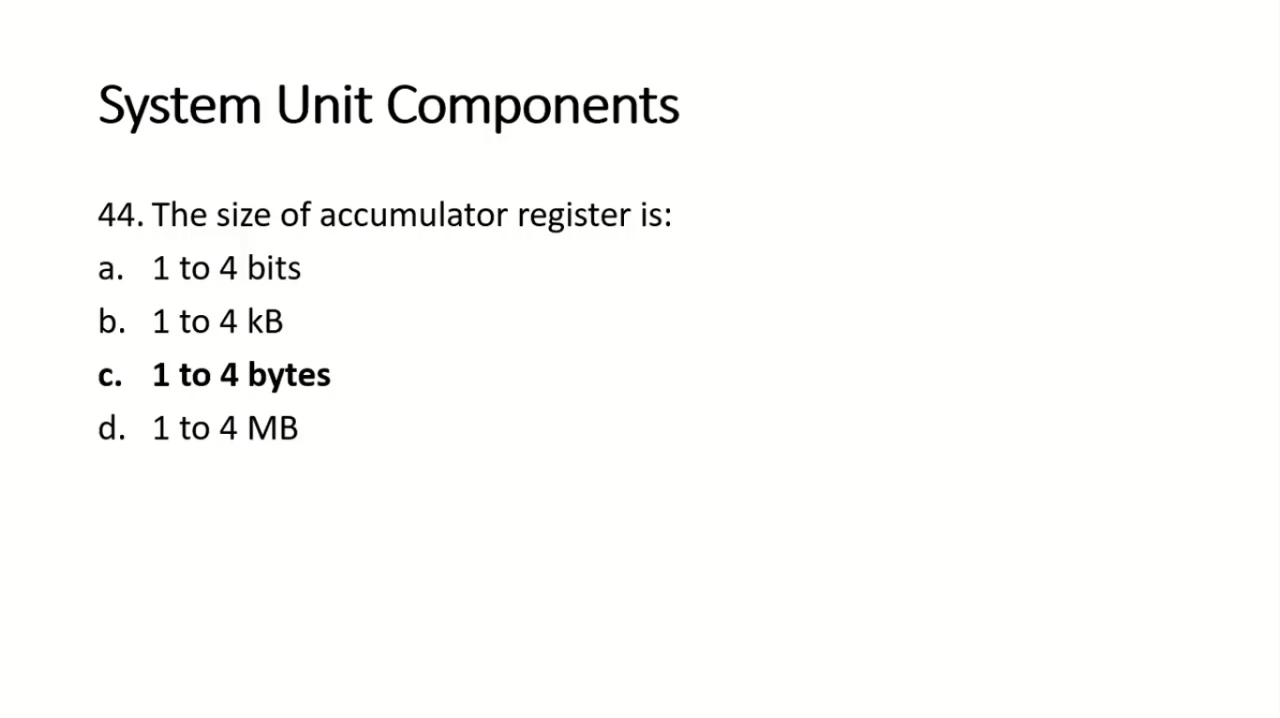 System Unit Components
44. The size of accumulator register is:
a. 1 to 4 bits
b. 1 to 4 kB
c. 1 to 4 bytes
d. 1 to 4 MB